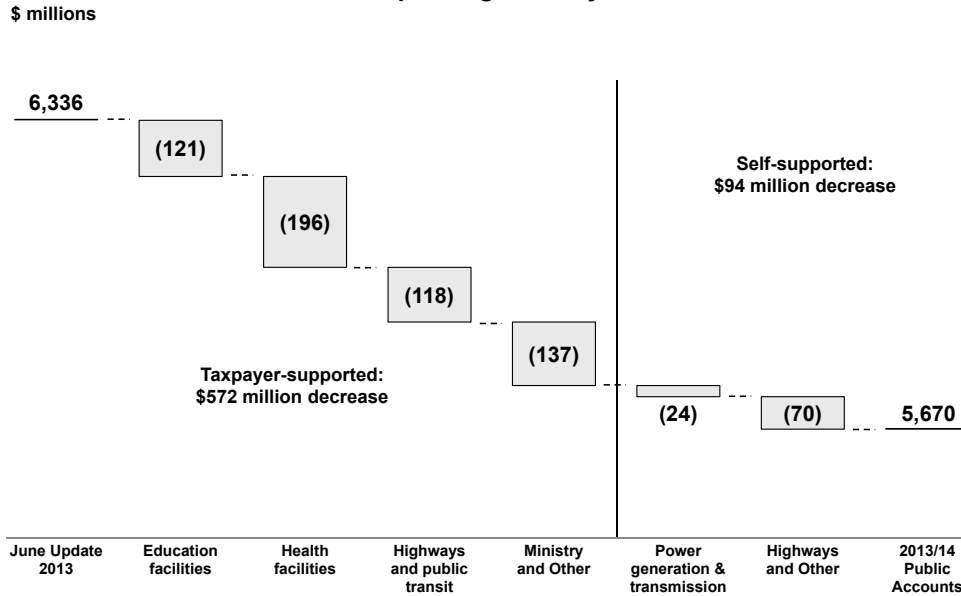 $ millions
6,336
(121)
(196)
(118)
(137)
(24)
(70)
5,670
Taxpayer-supported:
$572 million decrease
Self-supported:
$94 million decrease
June Update
2013
Education
facilities
Health
facilities
Highways
and public
transit
Ministry
and Other
Power
generation &
transmission
Highways
and Other
2013/14
Public
Accounts